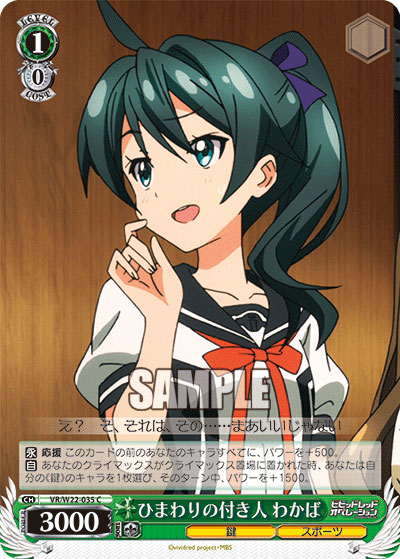 LEVEL
1
0
COST
SAMPLE
え? そ、それは、その……まあいいじゃない
永 応援 このカードの前のあなたのキャラすべてに、パワーを+500。
自 あなたのクライマックスがクライマックス置場に置かれた時、あなたは自
分の《鍵》のキャラを1枚選び、そのターン中、パワーを+1500。
CH VR/W22-035 C
3000
ひまわりの付き人 わかば
ビビッドレッド
オペレーション
鍵 スポーツ
©vividred project・MBS